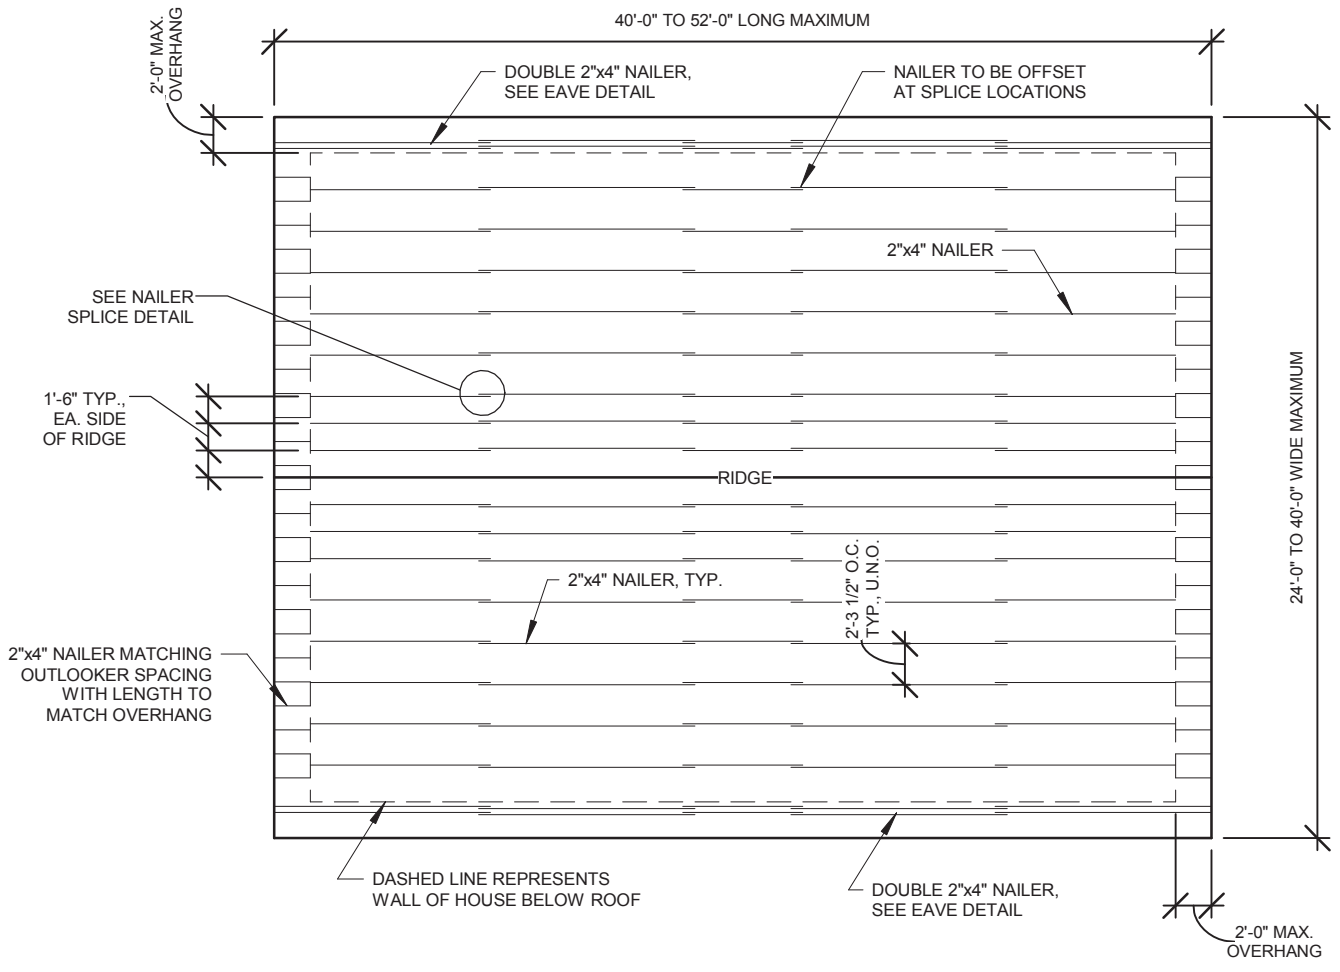 40'-0" TO 52'-0" LONG MAXIMUM
2'-0" MAX.
OVERHANG
DOUBLE 2"x4" NAILER,
SEE EAVE DETAIL
NAILER TO BE OFFSET
AT SPLICE LOCATIONS
2"x4" NAILER
SEE NAILER
SPLICE DETAIL
1'-6" TYP.,
EA. SIDE
OF RIDGE
RIDGE
24'-0" TO 40'-0" WIDE MAXIMUM
2'-3 1/2" O.C.
TYP., U.N.O.
2"x4" NAILER, TYP.
2"x4" NAILER MATCHING
OUTLOOKER SPACING
WITH LENGTH TO
MATCH OVERHANG
DASHED LINE REPRESENTS
WALL OF HOUSE BELOW ROOF
DOUBLE 2"x4" NAILER,
SEE EAVE DETAIL
2'-0" MAX.
OVERHANG